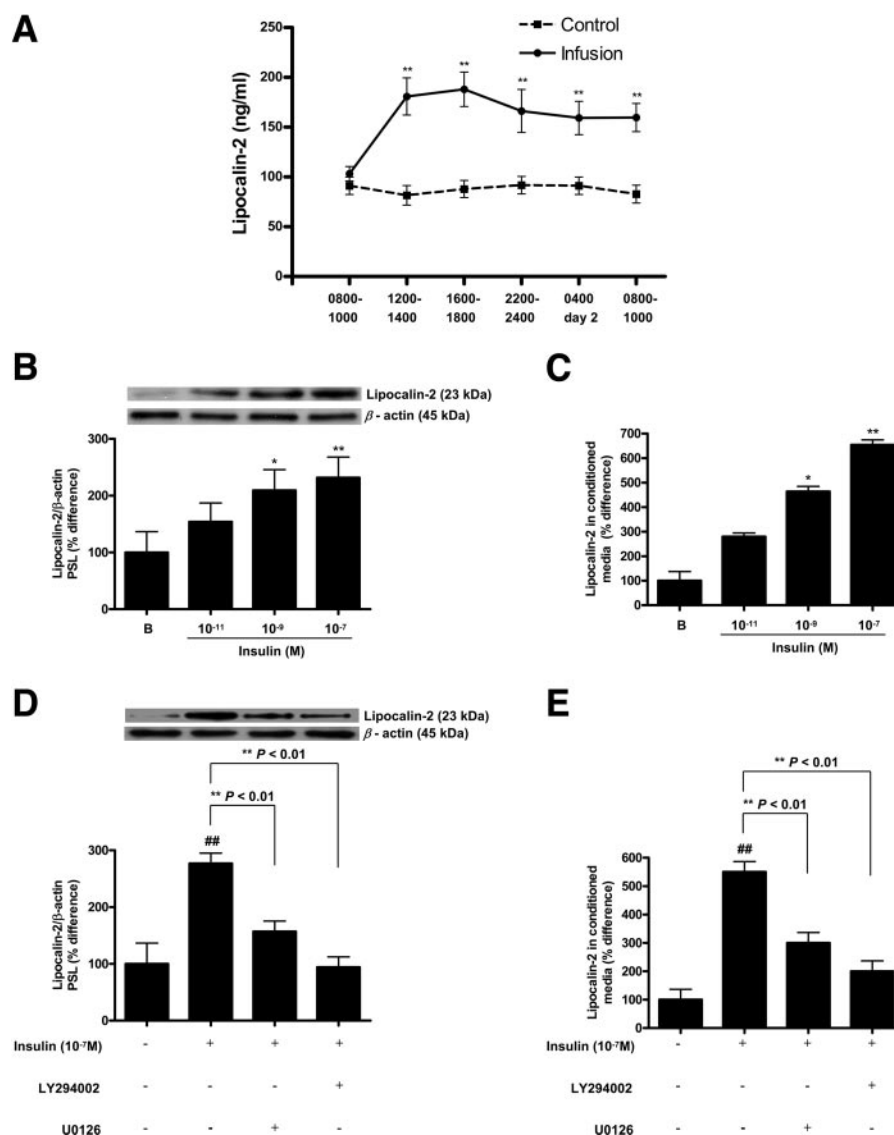 A
Control
Infusion
Lipocalin-2 (ng/ml)
250
200
150
100
50
0
** ** ** ** **
0800- 1200- 1600- 2200- 0400 0800-
1000 1400 1800 2400 day 2 1000
B
Lipocalin-2 (23 kDa)
β - actin (45 kDa)
Lipocalin-2/β-actin
PSL (% difference)
300
200
100
0
* **
B 10-11 10-9 10-7
Insulin (M)
C
Lipocalin-2 in conditioned
media (% difference)
700
600
500
400
300
200
100
0
* **
B 10-11 10-9 10-7
Insulin (M)
D
Lipocalin-2 (23 kDa)
β - actin (45 kDa)
** P < 0.01
** P < 0.01
##
Lipocalin-2/β-actin
PSL (% difference)
300
200
100
0
Insulin (10-7M) - + + +
LY294002 - - - +
U0126 - - + -
E
** P < 0.01
** P < 0.01
##
Lipocalin-2 in conditioned
media (% difference)
600
500
400
300
200
100
0
Insulin (10-7M) - + + +
LY294002 - - - +
U0126 - - + -